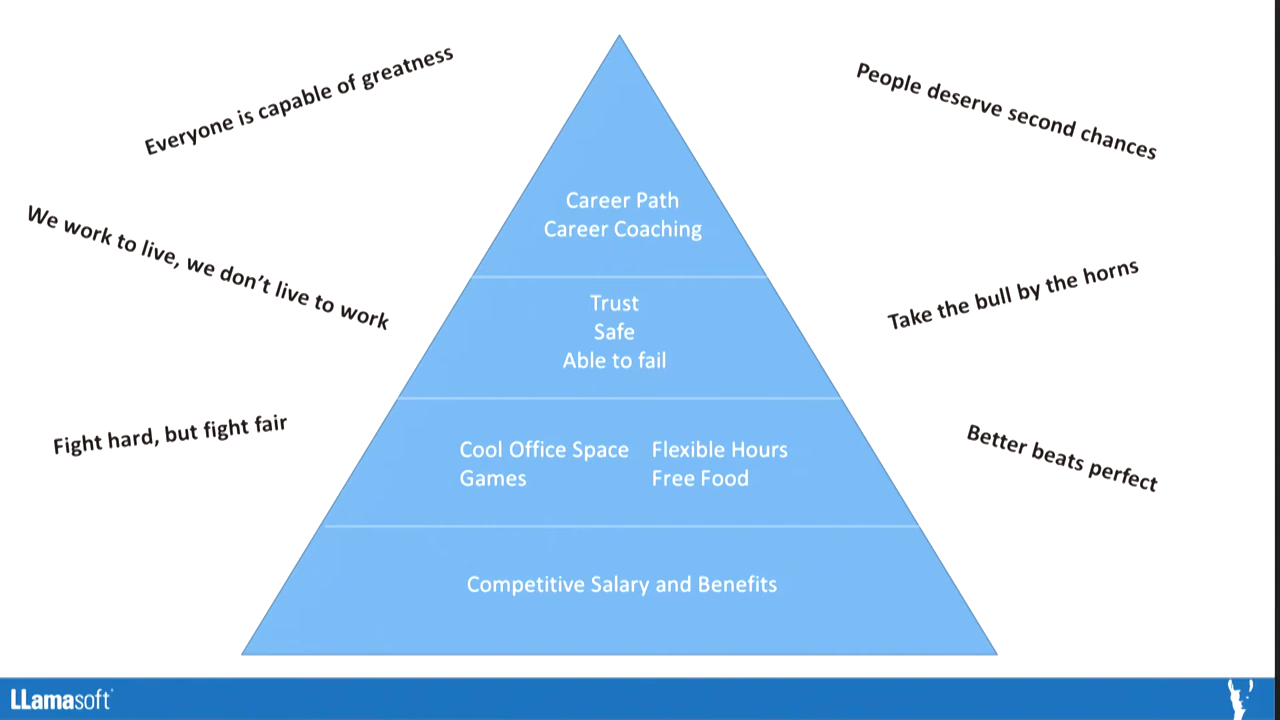 Everyone is capable of greatness
People deserve second chances
Career Path
Career Coaching
We work to live, we don’t live to work
Take the bull by the horns
Trust
Safe
Able to fail
Fight hard, but fight fair
Better beats perfect
Cool Office Space
Games
Flexible Hours
Free Food
Competitive Salary and Benefits
LLamasoft